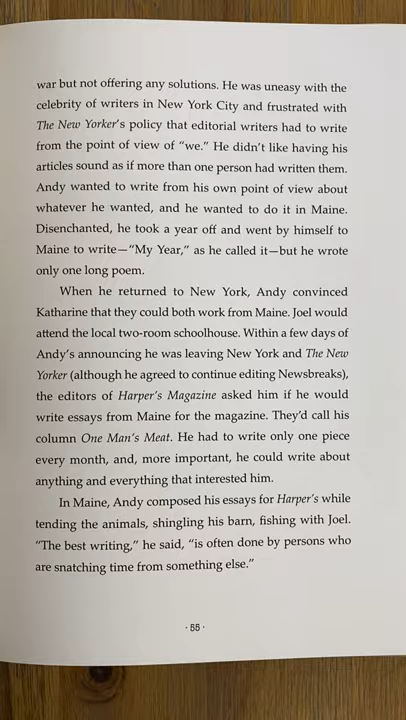 war but not offering any solutions. He was uneasy with the
celebrity of writers in New York City and frustrated with
The New Yorker's policy that editorial writers had to write
from the point of view of “we.” He didn't like having his
articles sound as if more than one person had written them.
Andy wanted to write from his own point of view about
whatever he wanted, and he wanted to do it in Maine.
Disenchanted, he took a year off and went by himself to
Maine to write—“My Year,” as he called it—but he wrote
only one long poem.
When he returned to New York, Andy convinced
Katharine that they could both work from Maine. Joel would
attend the local two-room schoolhouse. Within a few days of
Andy's announcing he was leaving New York and The New
Yorker (although he agreed to continue editing Newsbreaks),
the editors of Harper's Magazine asked him if he would
write essays from Maine for the magazine. They'd call his
column One Man's Meat. He had to write only one piece
every month, and, more important, he could write about
anything and everything that interested him.
In Maine, Andy composed his essays for Harper's while
tending the animals, shingling his barn, fishing with Joel.
“The best writing,” he said, “is often done by persons who
are snatching time from something else.”
· 55 ·